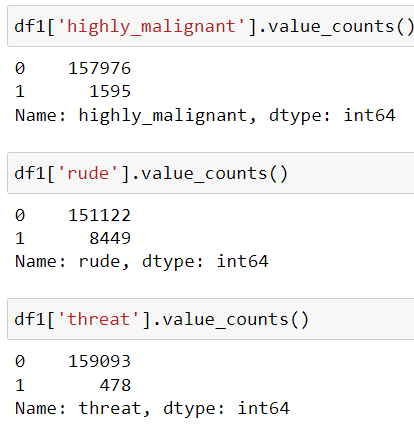 df1['highly_malignant'].value_counts()
0    157976
1      1595
Name: highly_malignant, dtype: int64
df1['rude'].value_counts()
0    151122
1      8449
Name: rude, dtype: int64
df1['threat'].value_counts()
0    159093
1       478
Name: threat, dtype: int64